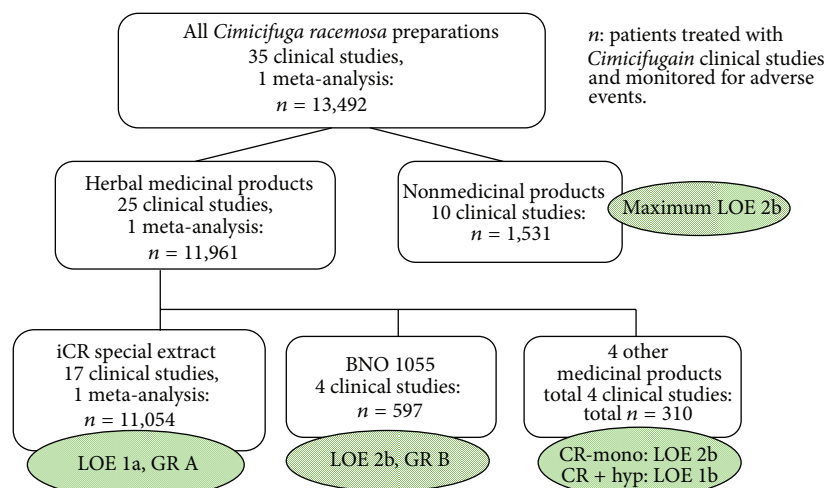 All Cimicifuga racemosa preparations
35 clinical studies,
1 meta-analysis:
n = 13,492
n: patients treated with
Cimicifugain clinical studies
and monitored for adverse
events.
Herbal medicinal products
25 clinical studies,
1 meta-analysis:
n = 11,961
Nonmedicinal products
10 clinical studies:
n = 1,531
Maximum LOE 2b
iCR special extract
17 clinical studies,
1 meta-analysis:
n = 11,054
LOE 1a, GR A
BNO 1055
4 clinical studies:
n = 597
LOE 2b, GR B
4 other
medicinal products
total 4 clinical studies:
total n = 310
CR-mono: LOE 2b
CR + hyp: LOE 1b